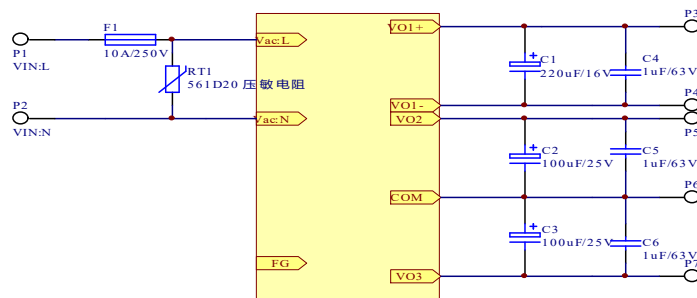 P1
VIN:L
F1
10A/250V
RT1
561D20 压敏电阻
P2
VIN:N
Vac:L
Vac:N
FG
VO1+
VO1-
VO2
COM
VO3
C1
220uF/16V
C4
1uF/63V
C2
100uF/25V
C5
1uF/63V
C3
100uF/25V
C6
1uF/63V
P3
P4
P5
P6
P7